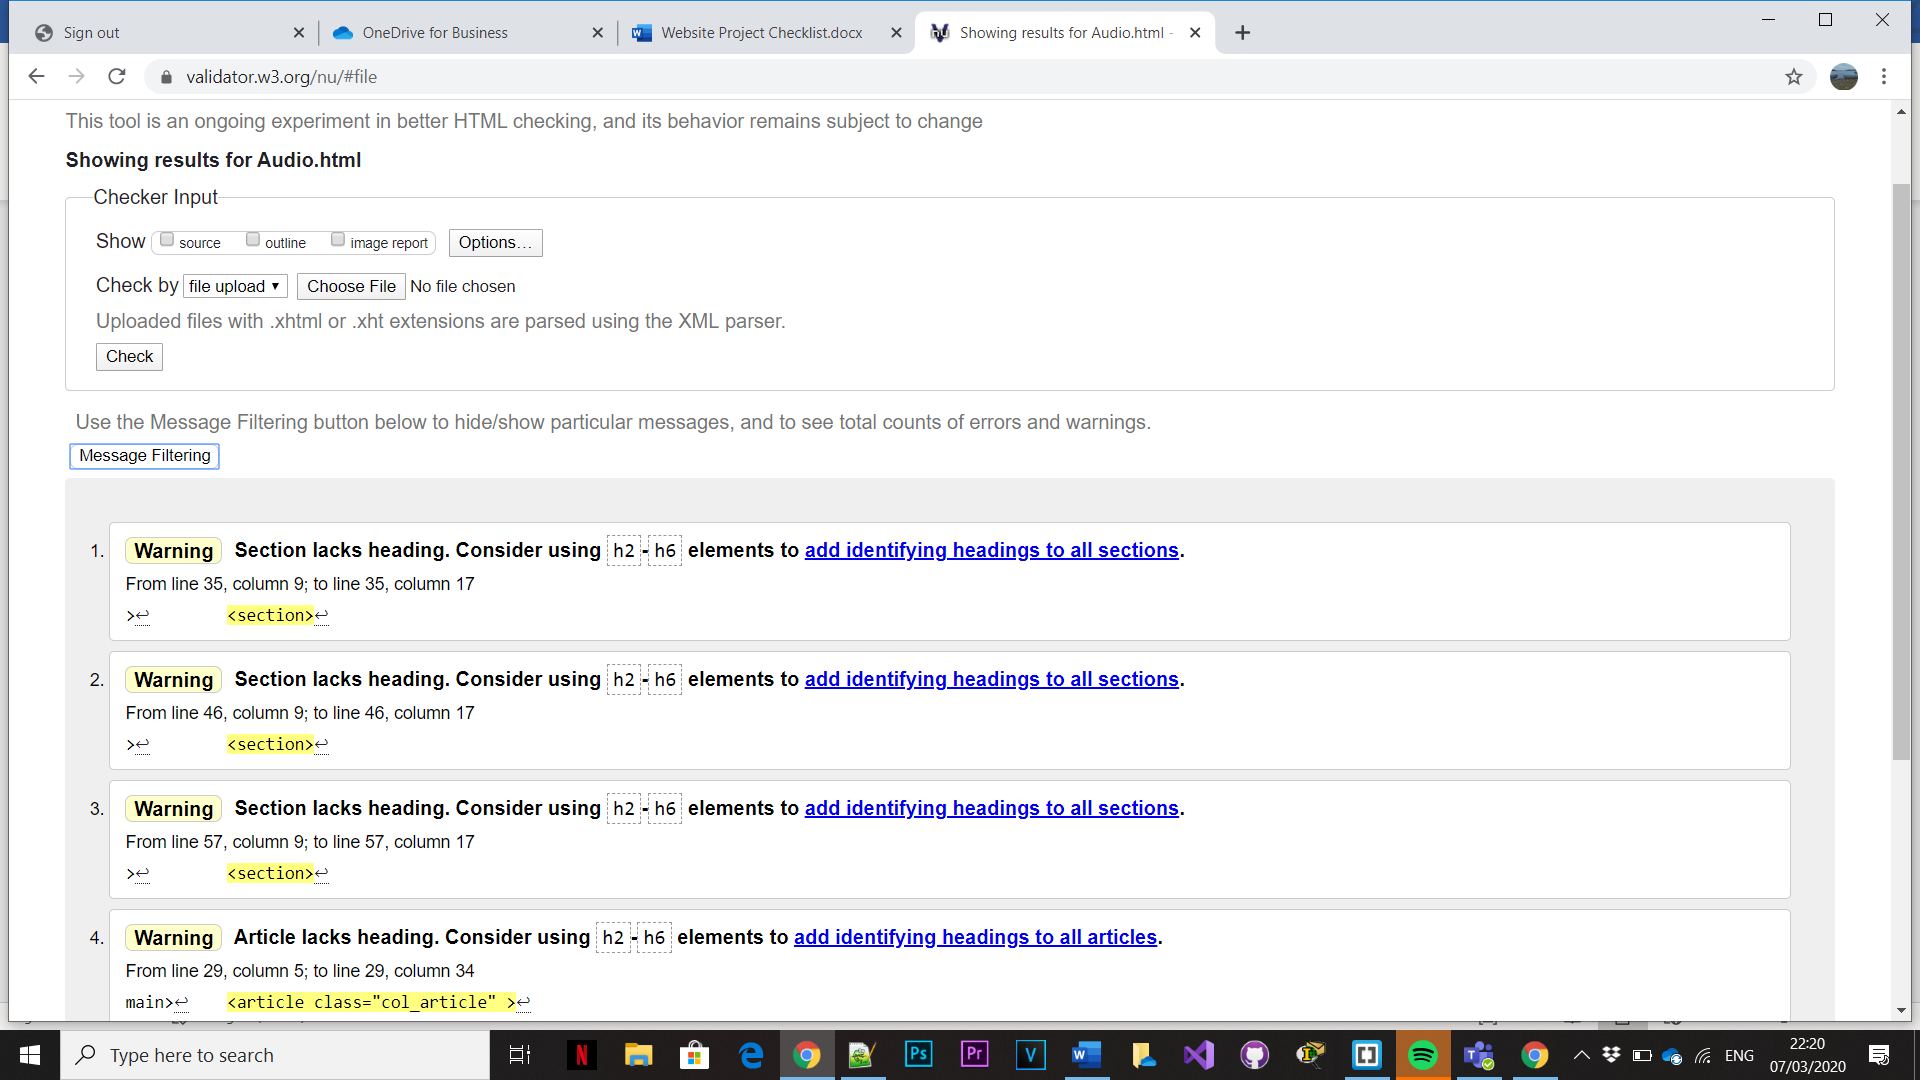 Sign out
OneDrive for Business
Website Project Checklist.docx
Showing results for Audio.html -
validator.w3.org/nu/#file
This tool is an ongoing experiment in better HTML checking, and its behavior remains subject to change
Showing results for Audio.html
Checker Input
Show source outline image report Options...
Check by file upload Choose File No file chosen
Uploaded files with .xhtml or .xht extensions are parsed using the XML parser.
Check
Use the Message Filtering button below to hide/show particular messages, and to see total counts of errors and warnings.
Message Filtering
1. Warning Section lacks heading. Consider using h2-h6 elements to add identifying headings to all sections.
From line 35, column 9; to line 35, column 17
>↩ <section>↩
2. Warning Section lacks heading. Consider using h2-h6 elements to add identifying headings to all sections.
From line 46, column 9; to line 46, column 17
>↩ <section>↩
3. Warning Section lacks heading. Consider using h2-h6 elements to add identifying headings to all sections.
From line 57, column 9; to line 57, column 17
>↩ <section>↩
4. Warning Article lacks heading. Consider using h2-h6 elements to add identifying headings to all articles.
From line 29, column 5; to line 29, column 34
main>↩ <article class="col_article" >↩
Type here to search
N
e
Ps
Pr
V
W
ENG
22:20
07/03/2020